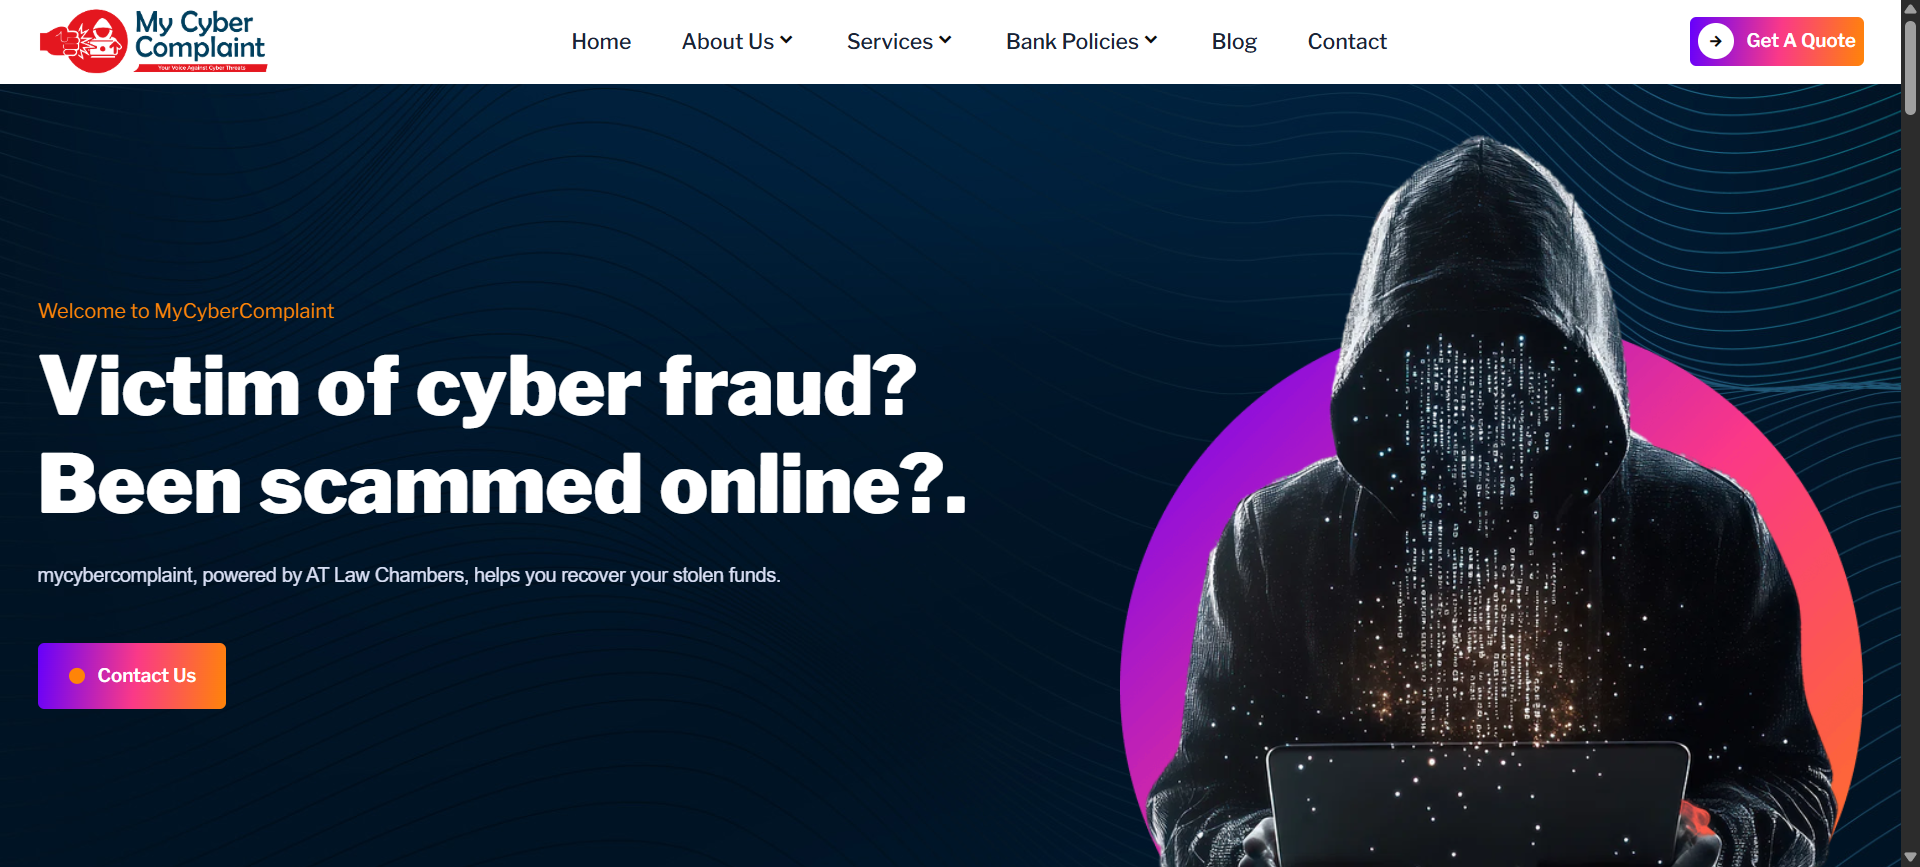 My Cyber
Complaint
Your Voice Against Cyber Threats
Home
About Us
Services
Bank Policies
Blog
Contact
Get A Quote
Welcome to MyCyberComplaint
Victim of cyber fraud?
Been scammed online?.
mycybercomplaint, powered by AT Law Chambers, helps you recover your stolen funds.
Contact Us